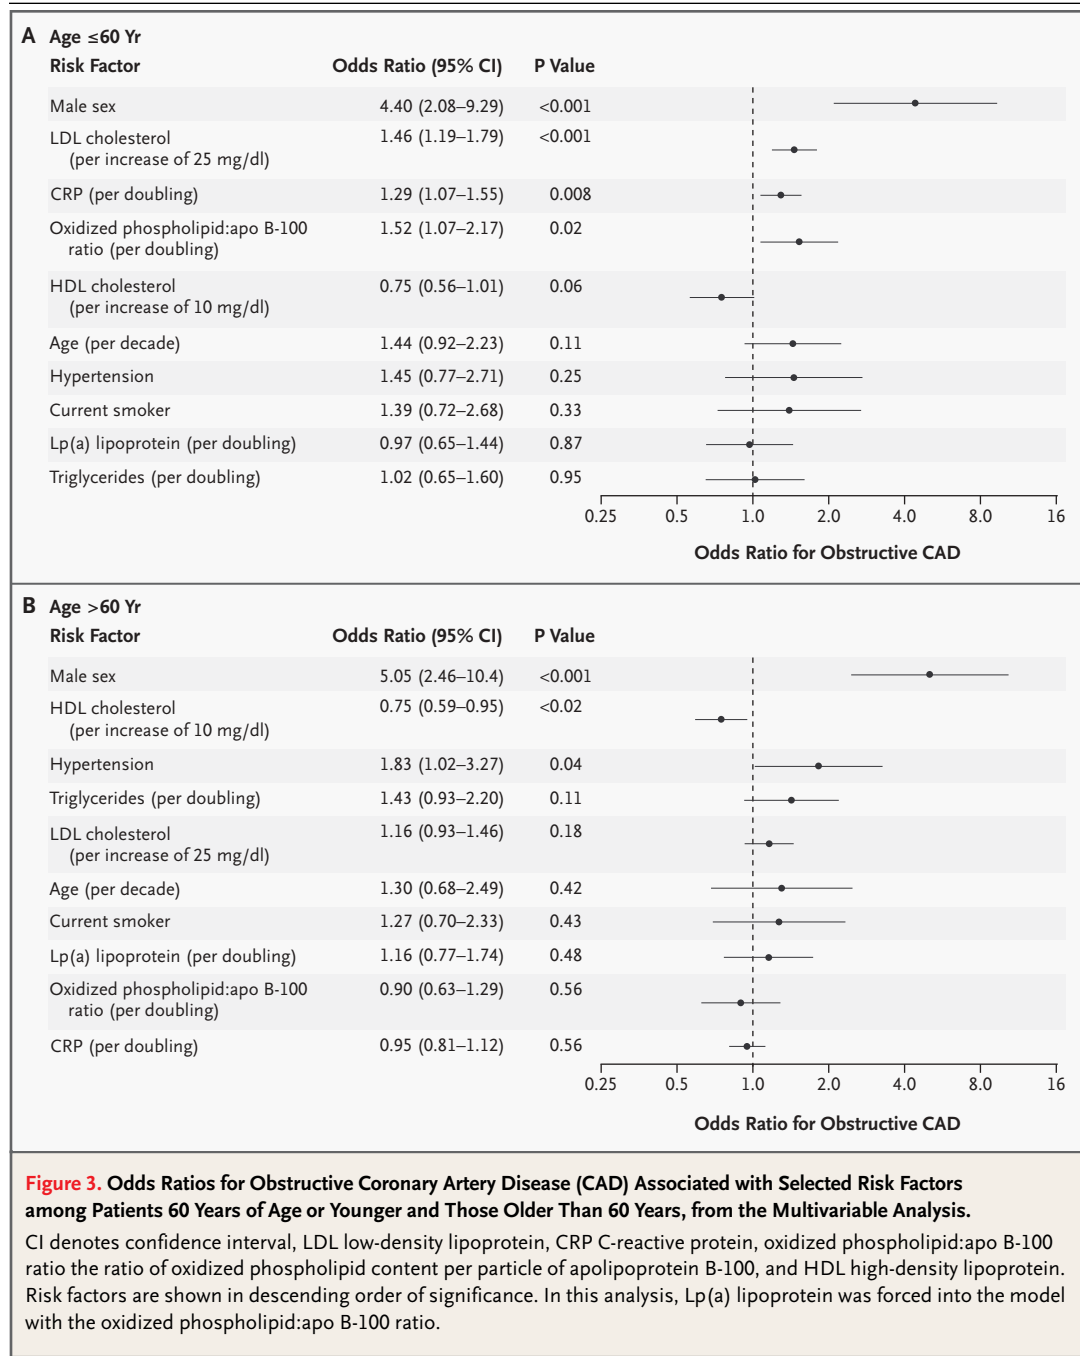 A Age ≤60 Yr
Risk Factor Odds Ratio (95% CI) P Value
Male sex 4.40 (2.08–9.29) <0.001
LDL cholesterol 1.46 (1.19–1.79) <0.001
(per increase of 25 mg/dl)
CRP (per doubling) 1.29 (1.07–1.55) 0.008
Oxidized phospholipid:apo B-100 1.52 (1.07–2.17) 0.02
ratio (per doubling)
HDL cholesterol 0.75 (0.56–1.01) 0.06
(per increase of 10 mg/dl)
Age (per decade) 1.44 (0.92–2.23) 0.11
Hypertension 1.45 (0.77–2.71) 0.25
Current smoker 1.39 (0.72–2.68) 0.33
Lp(a) lipoprotein (per doubling) 0.97 (0.65–1.44) 0.87
Triglycerides (per doubling) 1.02 (0.65–1.60) 0.95
0.25 0.5 1.0 2.0 4.0 8.0 16
Odds Ratio for Obstructive CAD
B Age >60 Yr
Risk Factor Odds Ratio (95% CI) P Value
Male sex 5.05 (2.46–10.4) <0.001
HDL cholesterol 0.75 (0.59–0.95) <0.02
(per increase of 10 mg/dl)
Hypertension 1.83 (1.02–3.27) 0.04
Triglycerides (per doubling) 1.43 (0.93–2.20) 0.11
LDL cholesterol 1.16 (0.93–1.46) 0.18
(per increase of 25 mg/dl)
Age (per decade) 1.30 (0.68–2.49) 0.42
Current smoker 1.27 (0.70–2.33) 0.43
Lp(a) lipoprotein (per doubling) 1.16 (0.77–1.74) 0.48
Oxidized phospholipid:apo B-100 0.90 (0.63–1.29) 0.56
ratio (per doubling)
CRP (per doubling) 0.95 (0.81–1.12) 0.56
0.25 0.5 1.0 2.0 4.0 8.0 16
Odds Ratio for Obstructive CAD
Figure 3. Odds Ratios for Obstructive Coronary Artery Disease (CAD) Associated with Selected Risk Factors
among Patients 60 Years of Age or Younger and Those Older Than 60 Years, from the Multivariable Analysis.
CI denotes confidence interval, LDL low-density lipoprotein, CRP C-reactive protein, oxidized phospholipid:apo B-100
ratio the ratio of oxidized phospholipid content per particle of apolipoprotein B-100, and HDL high-density lipoprotein.
Risk factors are shown in descending order of significance. In this analysis, Lp(a) lipoprotein was forced into the model
with the oxidized phospholipid:apo B-100 ratio.